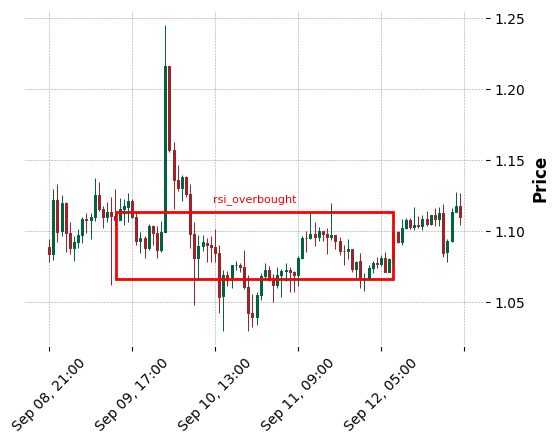 1.25
1.20
1.15
rsi_overbought
1.10
1.05
Price
Sep 08, 21:00
Sep 09, 17:00
Sep 10, 13:00
Sep 11, 09:00
Sep 12, 05:00